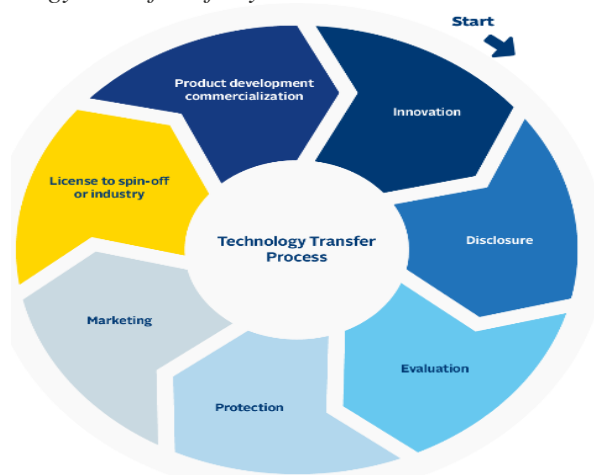 Start
Innovation
Disclosure
Evaluation
Protection
Marketing
License to spin-off
or industry
Product development
commercialization
Technology Transfer
Process